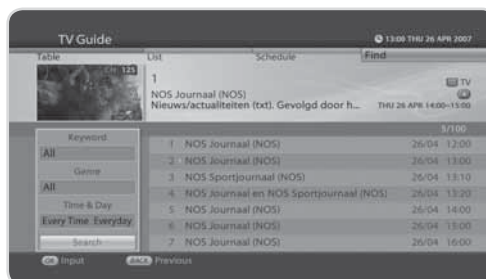 TV Guide
13:00 THU 26 APR 2007
Table List Schedule Find
CH 125
1
TV
NOS Journaal (NOS)
Nieuws/actualiteiten (txt). Gevolgd door h... THU 26 APR 14:00~15:00
5/100
Keyword
All
Genre
All
Time & Day
Every Time Everyday
Search
1 NOS Journaal (NOS) 26/04 12:00
2 NOS Journaal (NOS) 26/04 13:00
3 NOS Sportjournaal (NOS) 26/04 13:10
4 NOS Journaal en NOS Sportjournaal (NOS) 26/04 13:20
5 NOS Journaal (NOS) 26/04 14:00
6 NOS Journaal (NOS) 26/04 15:00
7 NOS Journaal (NOS) 26/04 16:00
OK Input BACK Previous